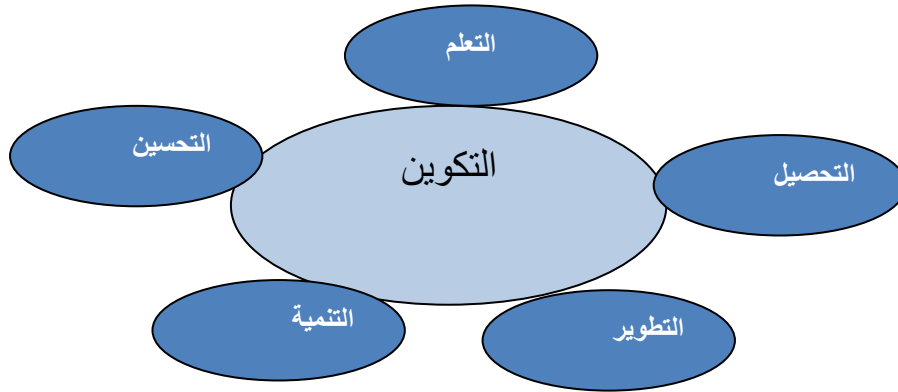 التعلم
التحسين
التكوين
التحصيل
التنمية
التطوير